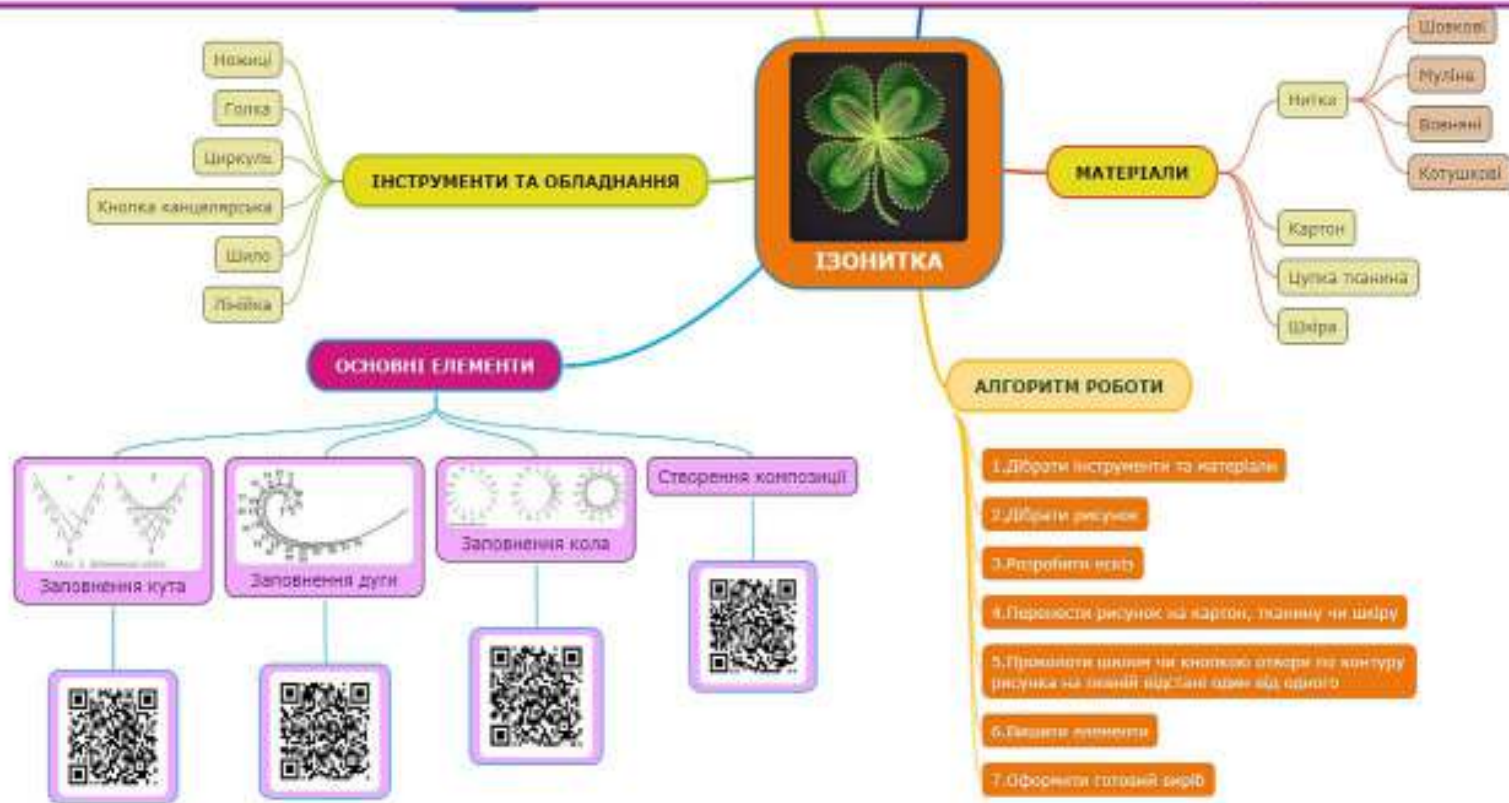 Ножиці
Голка
Циркуль
Кнопка канцелярська
Шило
Лінійка
ІНСТРУМЕНТИ ТА ОБЛАДНАННЯ
ІЗОНИТКА
МАТЕРІАЛИ
Нитка
Шовкові
Муліне
Вовняні
Котушкові
Картон
Цупка тканина
Шкіра
ОСНОВНІ ЕЛЕМЕНТИ
Заповнення кута
Заповнення дуги
Заповнення кола
Створення композиції
АЛГОРИТМ РОБОТИ
1.Дібрати інструменти та матеріали
2.Дібрати рисунок
3.Розробити ескіз
4.Перенести рисунок на картон, тканину чи шкіру
5.Проколоти шилом чи кнопкою отвори по контуру
рисунка на певній відстані один від одного
6.Вишити елементи
7.Оформити готовий виріб